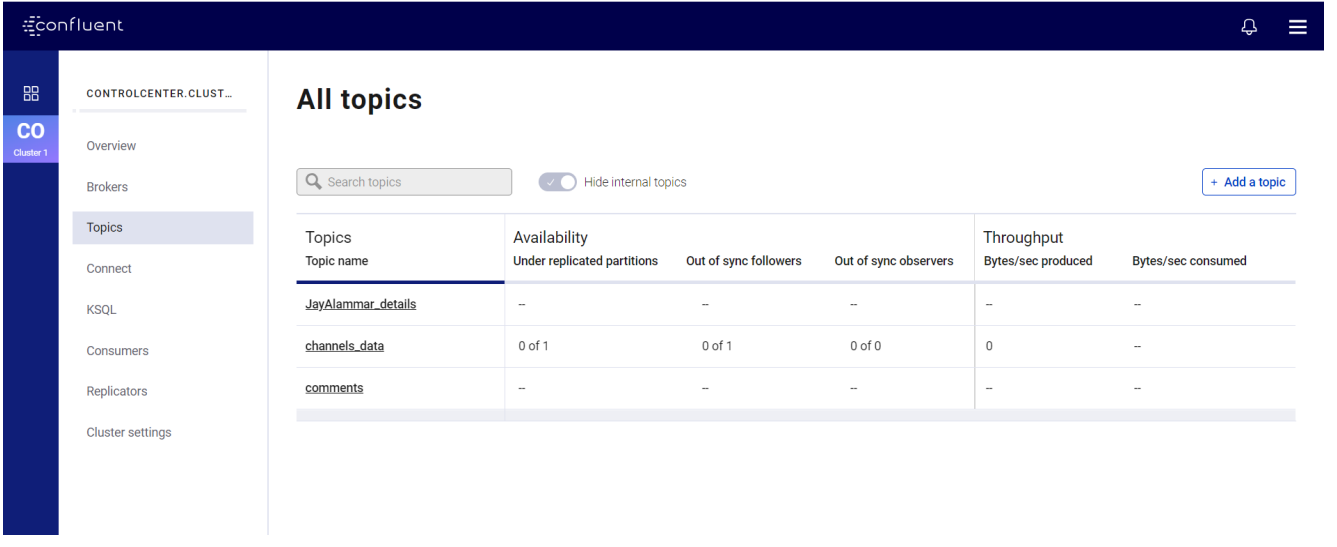 confluent
CO
Cluster 1
CONTROLCENTER.CLUST...
Overview
Brokers
Topics
Connect
KSQL
Consumers
Replicators
Cluster settings
All topics
Search topics
Hide internal topics
+ Add a topic
Topics Availability Throughput
Topic name Under replicated partitions Out of sync followers Out of sync observers Bytes/sec produced Bytes/sec consumed
JayAlammar_details -- -- -- -- --
channels_data 0 of 1 0 of 1 0 of 0 0 --
comments -- -- -- -- --